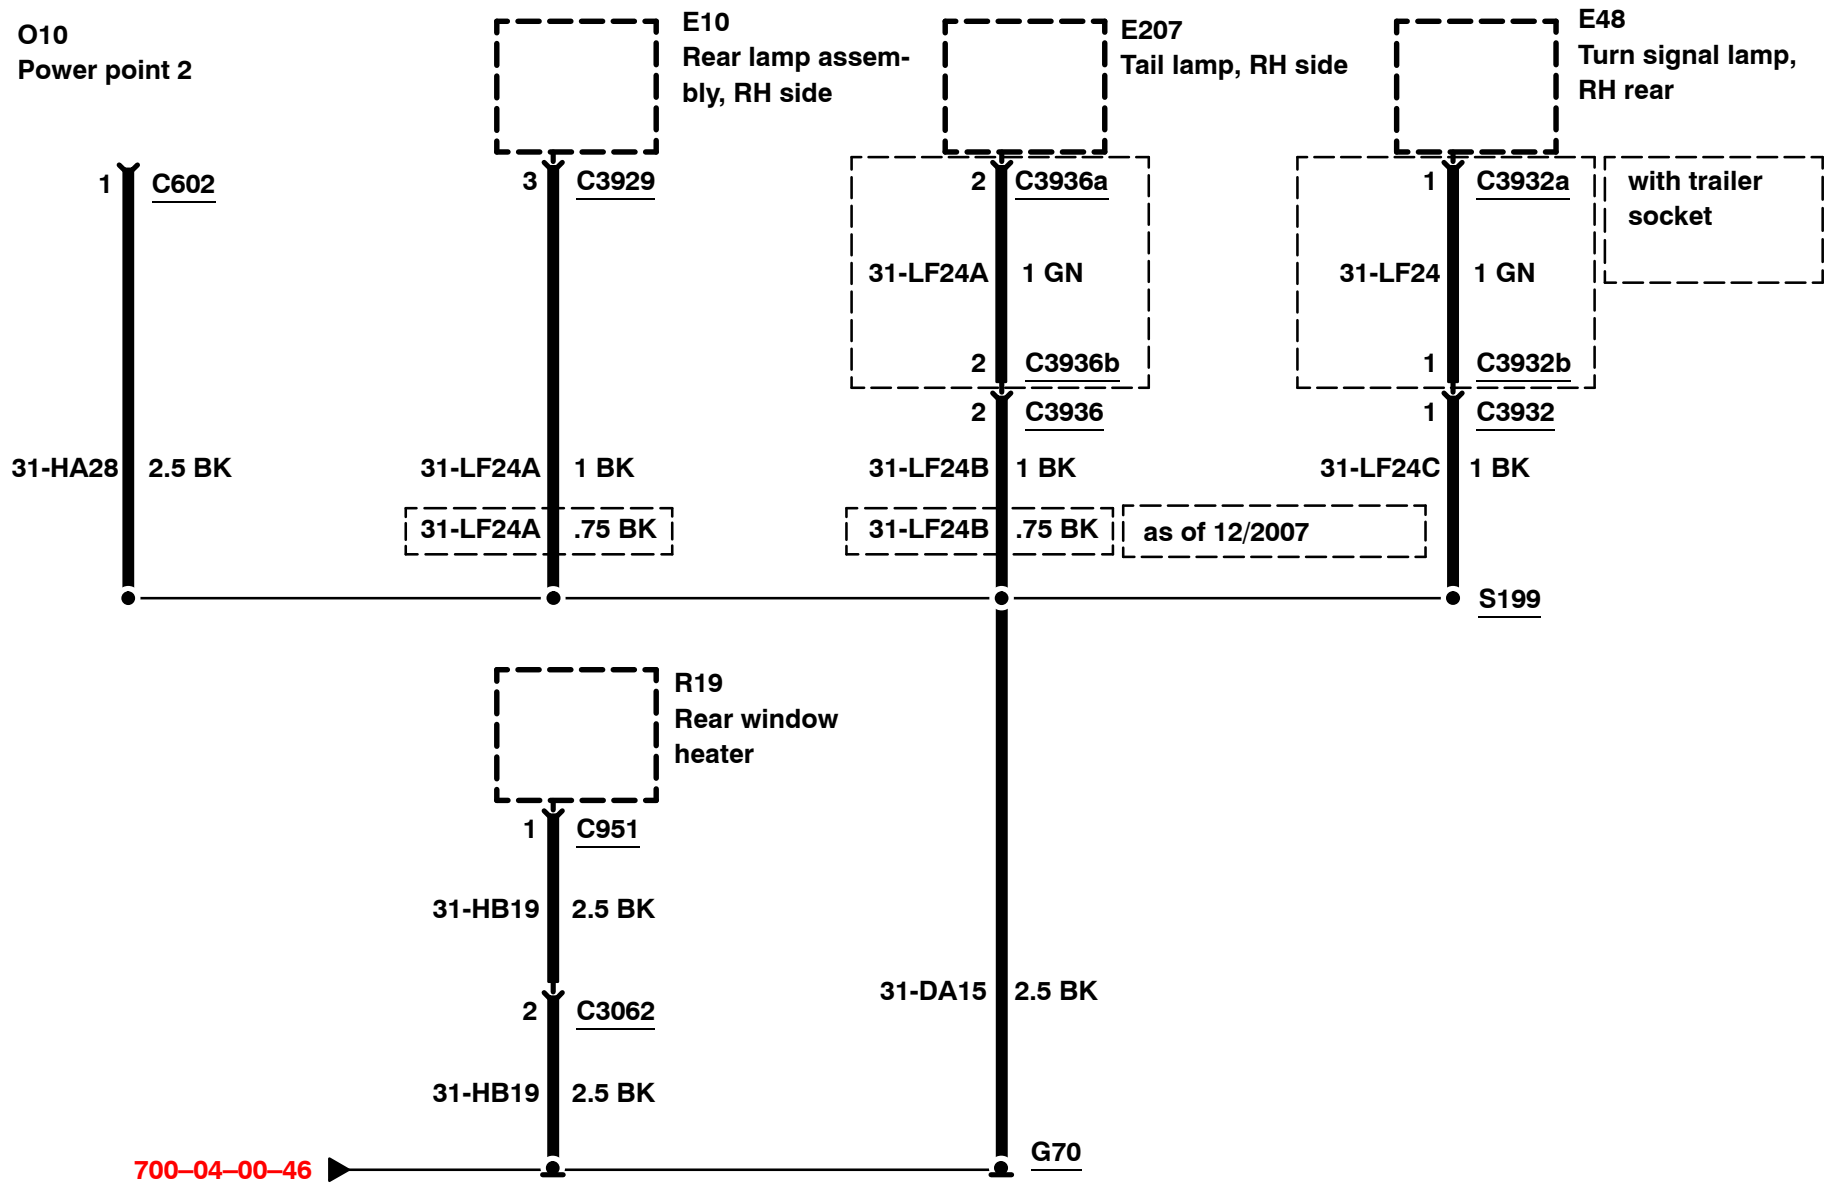 O10
Power point 2
E10
Rear lamp assem-
bly, RH side
E207
Tail lamp, RH side
E48
Turn signal lamp,
RH rear
1 C602
3 C3929
2 C3936a
1 C3932a
with trailer
socket
31-LF24A 1 GN
31-LF24 1 GN
2 C3936b
1 C3932b
2 C3936
1 C3932
31-HA28 2.5 BK
31-LF24A 1 BK
31-LF24B 1 BK
31-LF24C 1 BK
31-LF24A .75 BK
31-LF24B .75 BK
as of 12/2007
S199
R19
Rear window
heater
1 C951
31-HB19 2.5 BK
31-DA15 2.5 BK
2 C3062
31-HB19 2.5 BK
G70
700–04–00–46